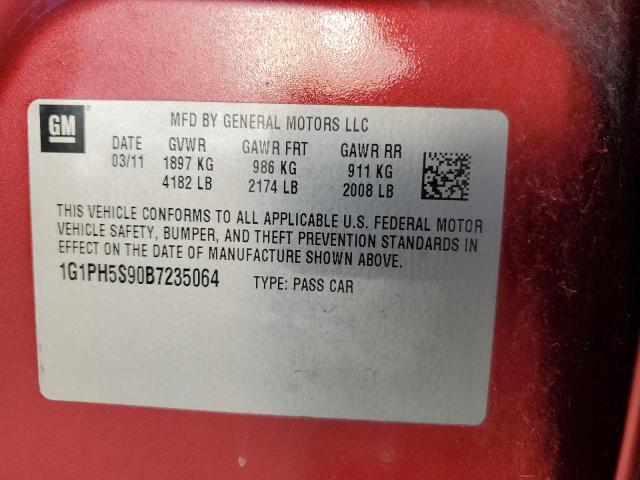 GM ®
MFD BY GENERAL MOTORS LLC
DATE GVWR GAWR FRT GAWR RR
03/11 1897 KG 986 KG 911 KG
4182 LB 2174 LB 2008 LB
THIS VEHICLE CONFORMS TO ALL APPLICABLE U.S. FEDERAL MOTOR
VEHICLE SAFETY, BUMPER, AND THEFT PREVENTION STANDARDS IN
EFFECT ON THE DATE OF MANUFACTURE SHOWN ABOVE.
1G1PH5S90B7235064 TYPE: PASS CAR